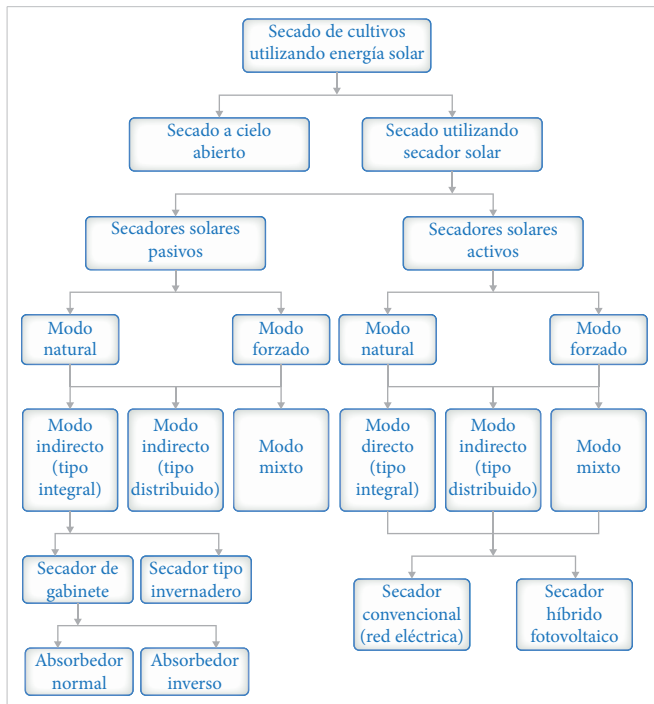 Secado de cultivos
utilizando energía solar
Secado a cielo
abierto
Secado utilizando
secador solar
Secadores solares
pasivos
Secadores solares
activos
Modo
natural
Modo
forzado
Modo
natural
Modo
forzado
Modo
indirecto
(tipo
integral)
Modo
indirecto (tipo
distribuido)
Modo
mixto
Modo
directo
(tipo
integral)
Modo
indirecto (tipo
distribuido)
Modo
mixto
Secador de
gabinete
Secador tipo
invernadero
Secador
convencional
(red eléctrica)
Secador
híbrido
fotovoltaico
Absorbedor
normal
Absorbedor
inverso